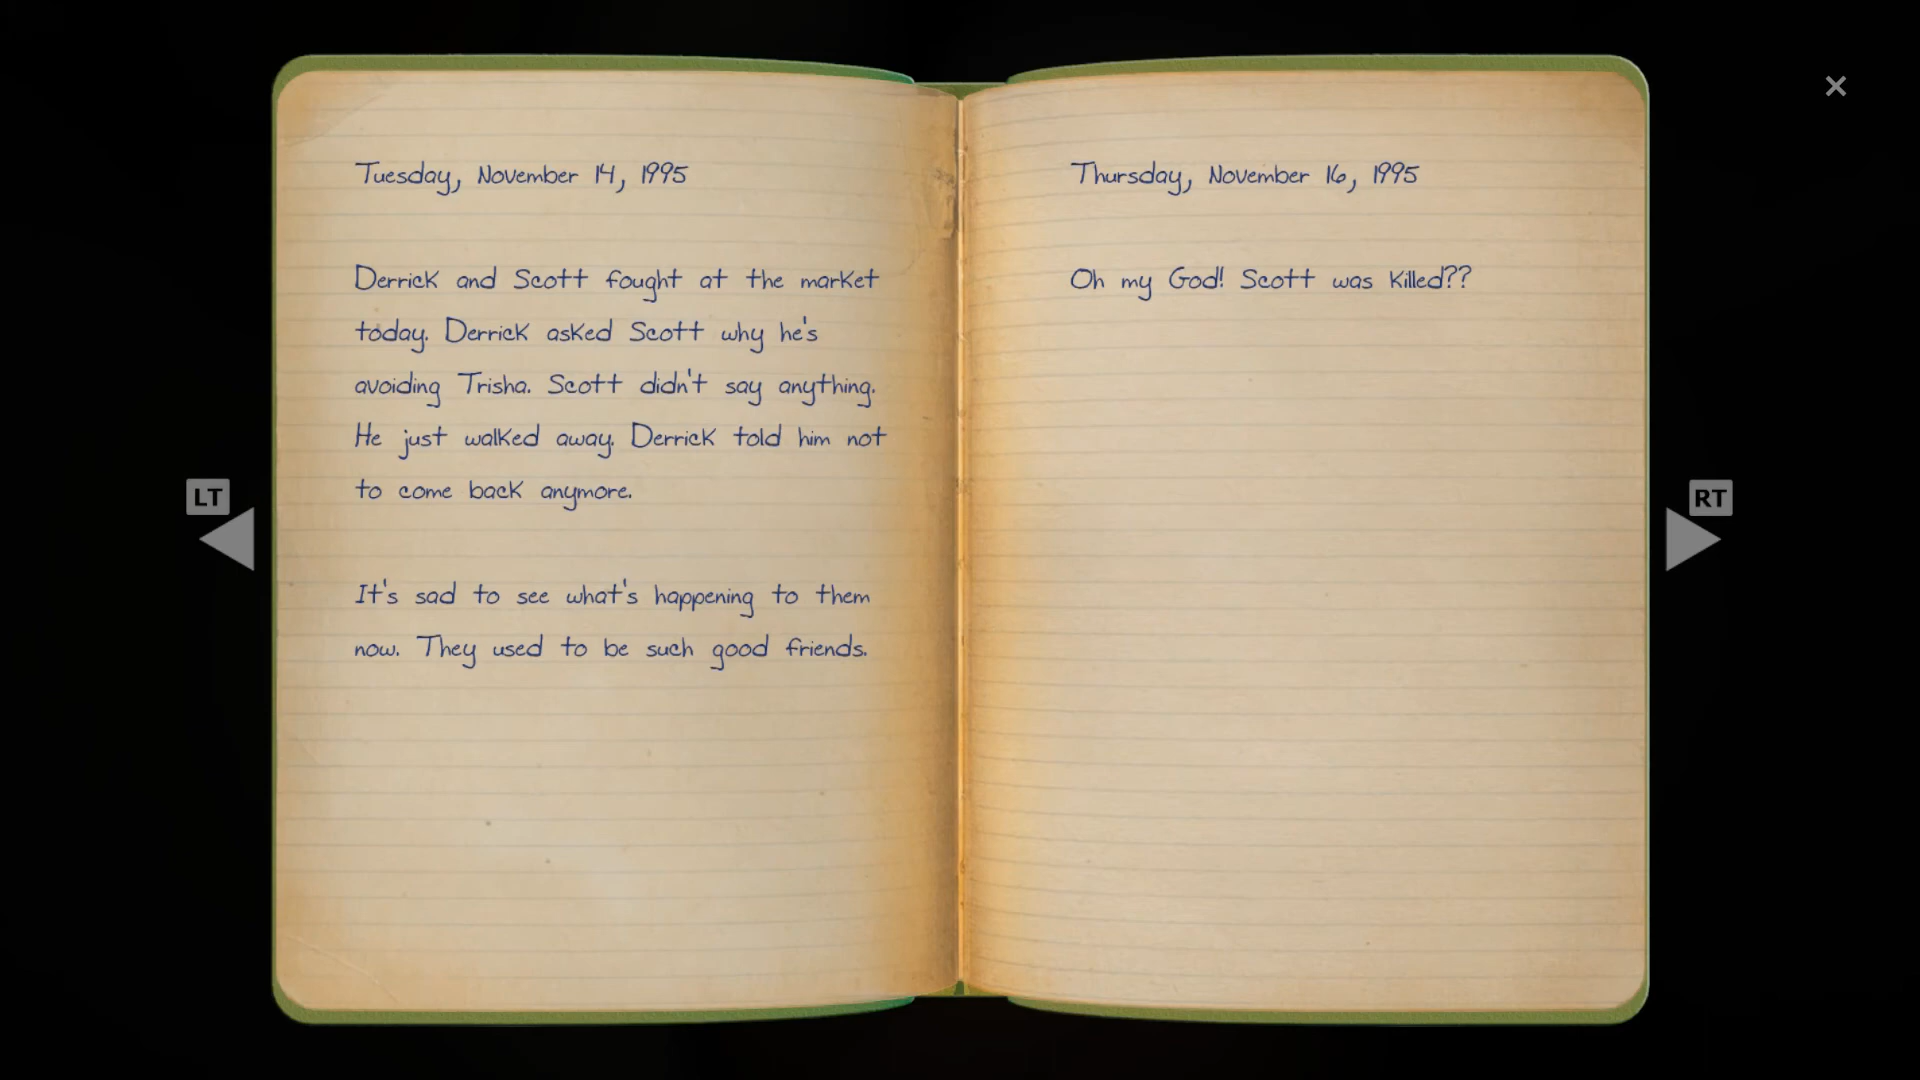 Tuesday, November 14, 1995
Derrick and Scott fought at the market
today. Derrick asked Scott why he's
avoiding Trisha. Scott didn't say anything.
He just walked away. Derrick told him not
to come back anymore.
It's sad to see what's happening to them
now. They used to be such good friends.
Thursday, November 16, 1995
Oh my God! Scott was killed??
LT
RT